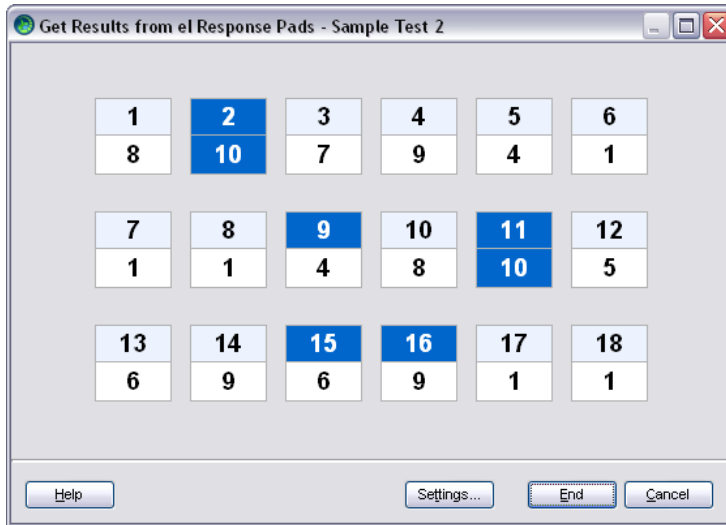 Get Results from el Response Pads - Sample Test 2
1 2 3 4 5 6
8 10 7 9 4 1
7 8 9 10 11 12
1 1 4 8 10 5
13 14 15 16 17 18
6 9 6 9 1 1
Help Settings... End Cancel